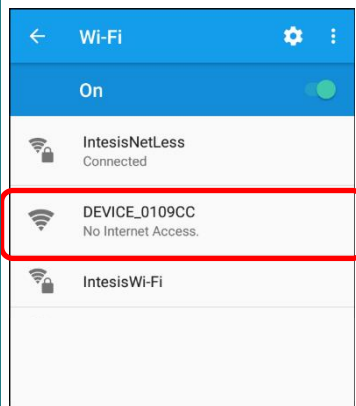 Wi-Fi
On
IntesisNetLess
Connected
DEVICE_0109CC
No Internet Access.
IntesisWi-Fi